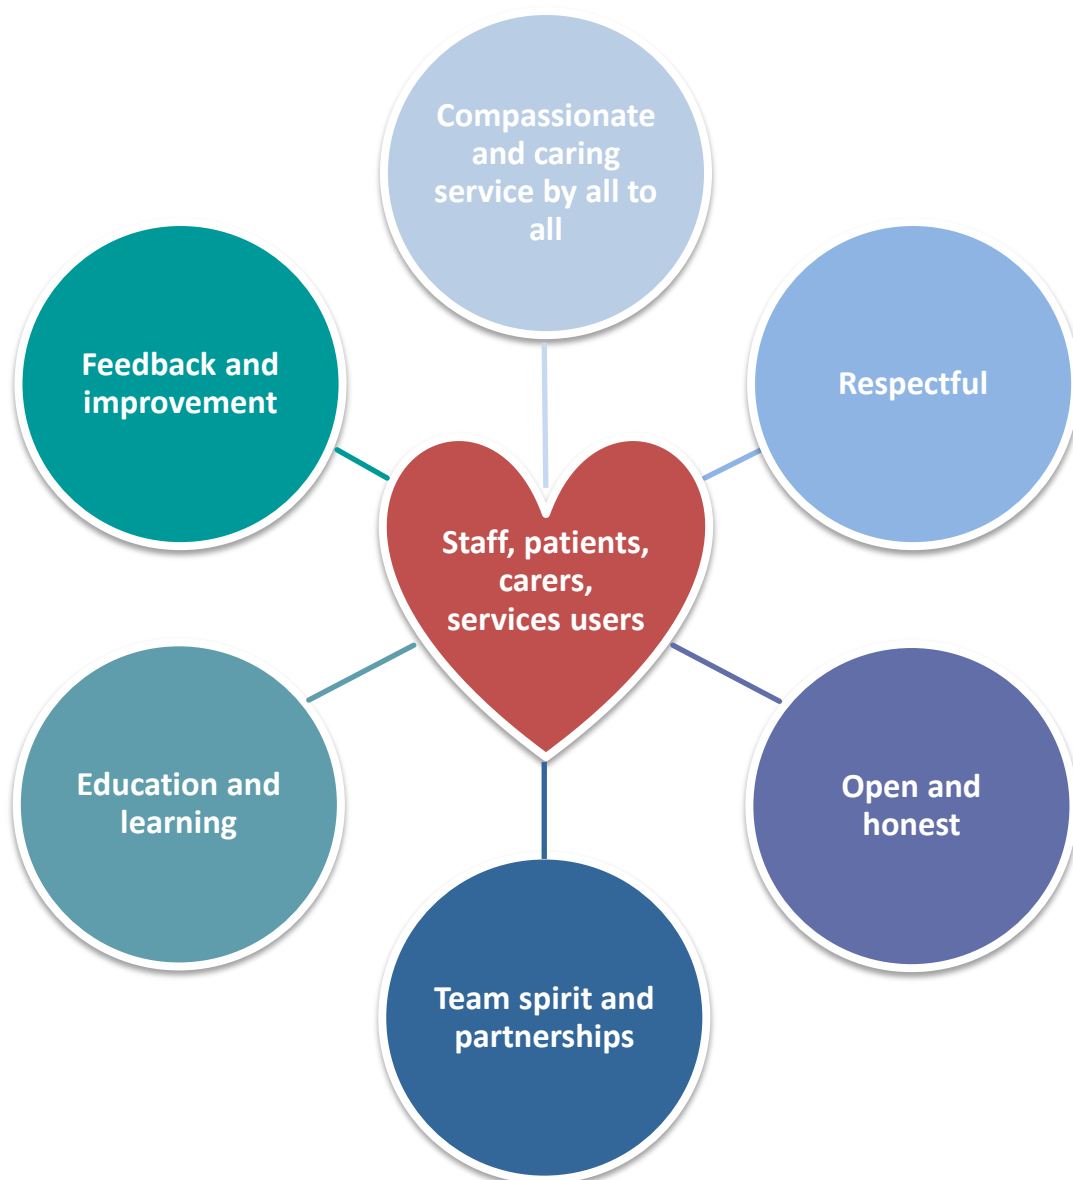 Compassionate
and caring
service by all to
all
Feedback and
improvement
Respectful
Staff, patients,
carers,
services users
Education and
learning
Open and
honest
Team spirit and
partnerships